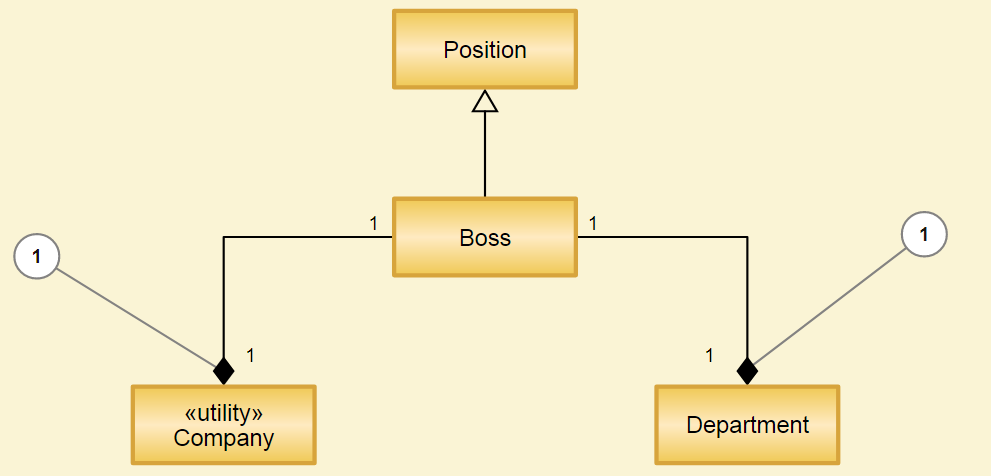 Position
1
Boss
1
1
1
1
1
«utility»
Company
Department